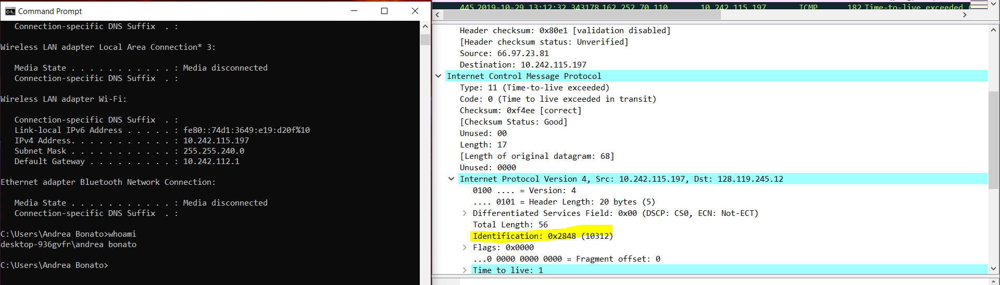 Command Prompt
Connection-specific DNS Suffix  . :
Wireless LAN adapter Local Area Connection* 3:
Media State . . . . . . . . . . . : Media disconnected
Connection-specific DNS Suffix  . :
Wireless LAN adapter Wi-Fi:
Connection-specific DNS Suffix  . :
Link-local IPv6 Address . . . . . : fe80::74d1:3649:e19:d20f%10
IPv4 Address. . . . . . . . . . . : 10.242.115.197
Subnet Mask . . . . . . . . . . . : 255.255.240.0
Default Gateway . . . . . . . . . : 10.242.112.1
Ethernet adapter Bluetooth Network Connection:
Media State . . . . . . . . . . . : Media disconnected
Connection-specific DNS Suffix  . :
C:\Users\Andrea Bonato>whoami
desktop-936gvfr\andrea bonato
C:\Users\Andrea Bonato>
445 2019-10-29 13:12:32.343178 162.252.70.110 10.242.115.197 ICMP 182 Time-to-live exceeded (
Header checksum: 0x80e1 [validation disabled]
[Header checksum status: Unverified]
Source: 66.97.23.81
Destination: 10.242.115.197
Internet Control Message Protocol
Type: 11 (Time-to-live exceeded)
Code: 0 (Time to live exceeded in transit)
Checksum: 0xf4ee [correct]
[Checksum Status: Good]
Unused: 00
Length: 17
[Length of original datagram: 68]
Unused: 0000
Internet Protocol Version 4, Src: 10.242.115.197, Dst: 128.119.245.12
0100 .... = Version: 4
.... 0101 = Header Length: 20 bytes (5)
Differentiated Services Field: 0x00 (DSCP: CS0, ECN: Not-ECT)
Total Length: 56
Identification: 0x2848 (10312)
Flags: 0x0000
...0 0000 0000 0000 = Fragment offset: 0
Time to live: 1